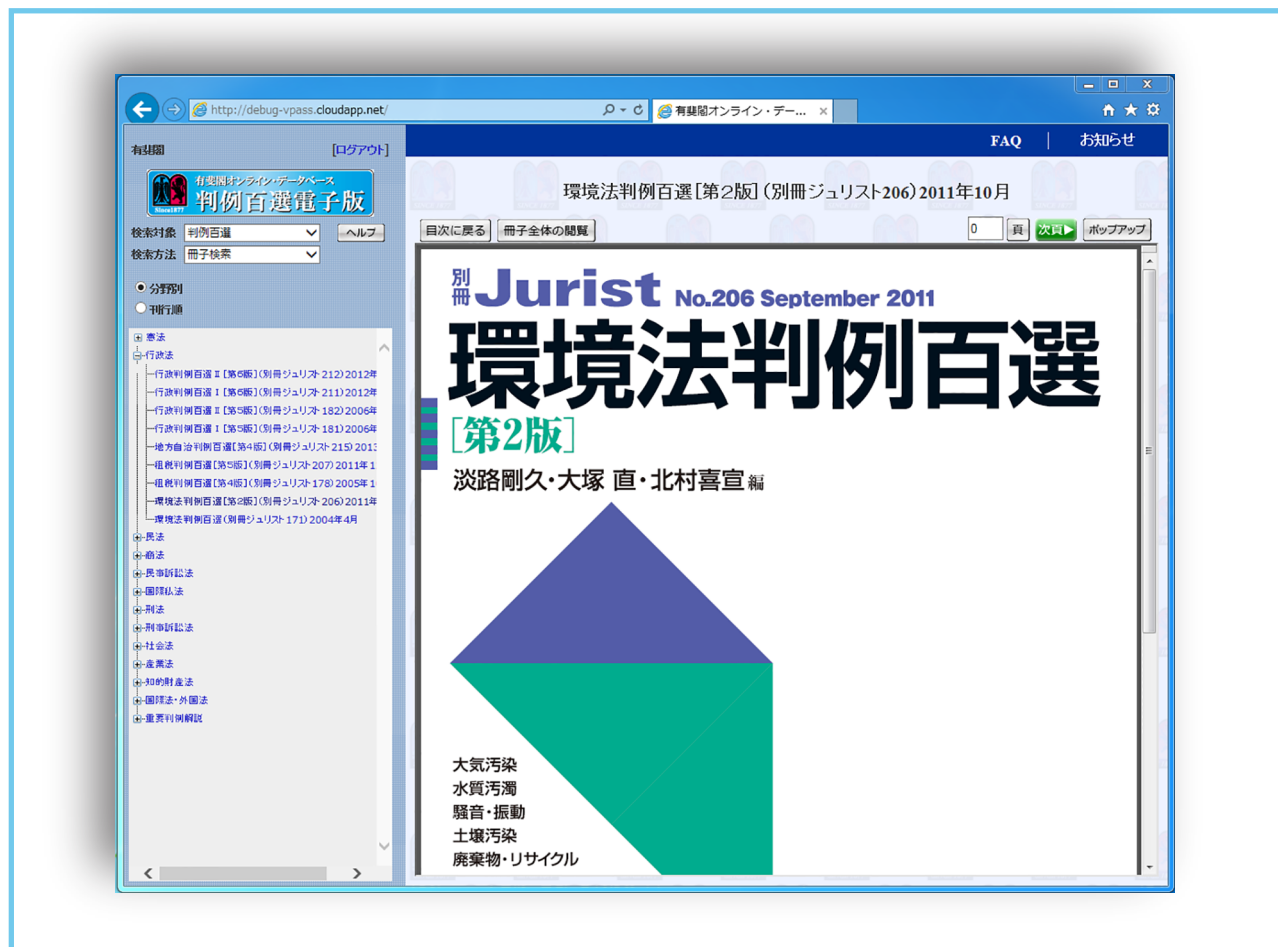 http://debug-vpass.cloudapp.net/
有斐閣オンライン・デー...
有斐閣
[ログアウト]
有斐閣オンライン・データベース
判例百選電子版
Since1877
検索対象
判例百選
ヘルプ
検索方法
冊子検索
分野別
刊行順
憲法
行政法
行政判例百選Ⅱ[第6版](別冊ジュリスト212)2012年
行政判例百選Ⅰ[第6版](別冊ジュリスト211)2012年
行政判例百選Ⅱ[第5版](別冊ジュリスト182)2006年
行政判例百選Ⅰ[第5版](別冊ジュリスト181)2006年
地方自治判例百選[第4版](別冊ジュリスト215)201
租税判例百選[第5版](別冊ジュリスト207)2011年1
租税判例百選[第4版](別冊ジュリスト178)2005年1
環境法判例百選[第2版](別冊ジュリスト206)2011年
環境法判例百選(別冊ジュリスト171)2004年4月
民法
商法
民事訴訟法
国際私法
刑法
刑事訴訟法
社会法
産業法
知的財産法
国際法・外国法
重要判例解説
FAQ
お知らせ
環境法判例百選[第2版](別冊ジュリスト206)2011年10月
目次に戻る
冊子全体の閲覧
0
頁
次頁
ポップアップ
別冊 Jurist No.206 September 2011
環境法判例百選
[第2版]
淡路剛久・大塚 直・北村喜宣 編
大気汚染
水質汚濁
騒音・振動
土壌汚染
廃棄物・リサイクル